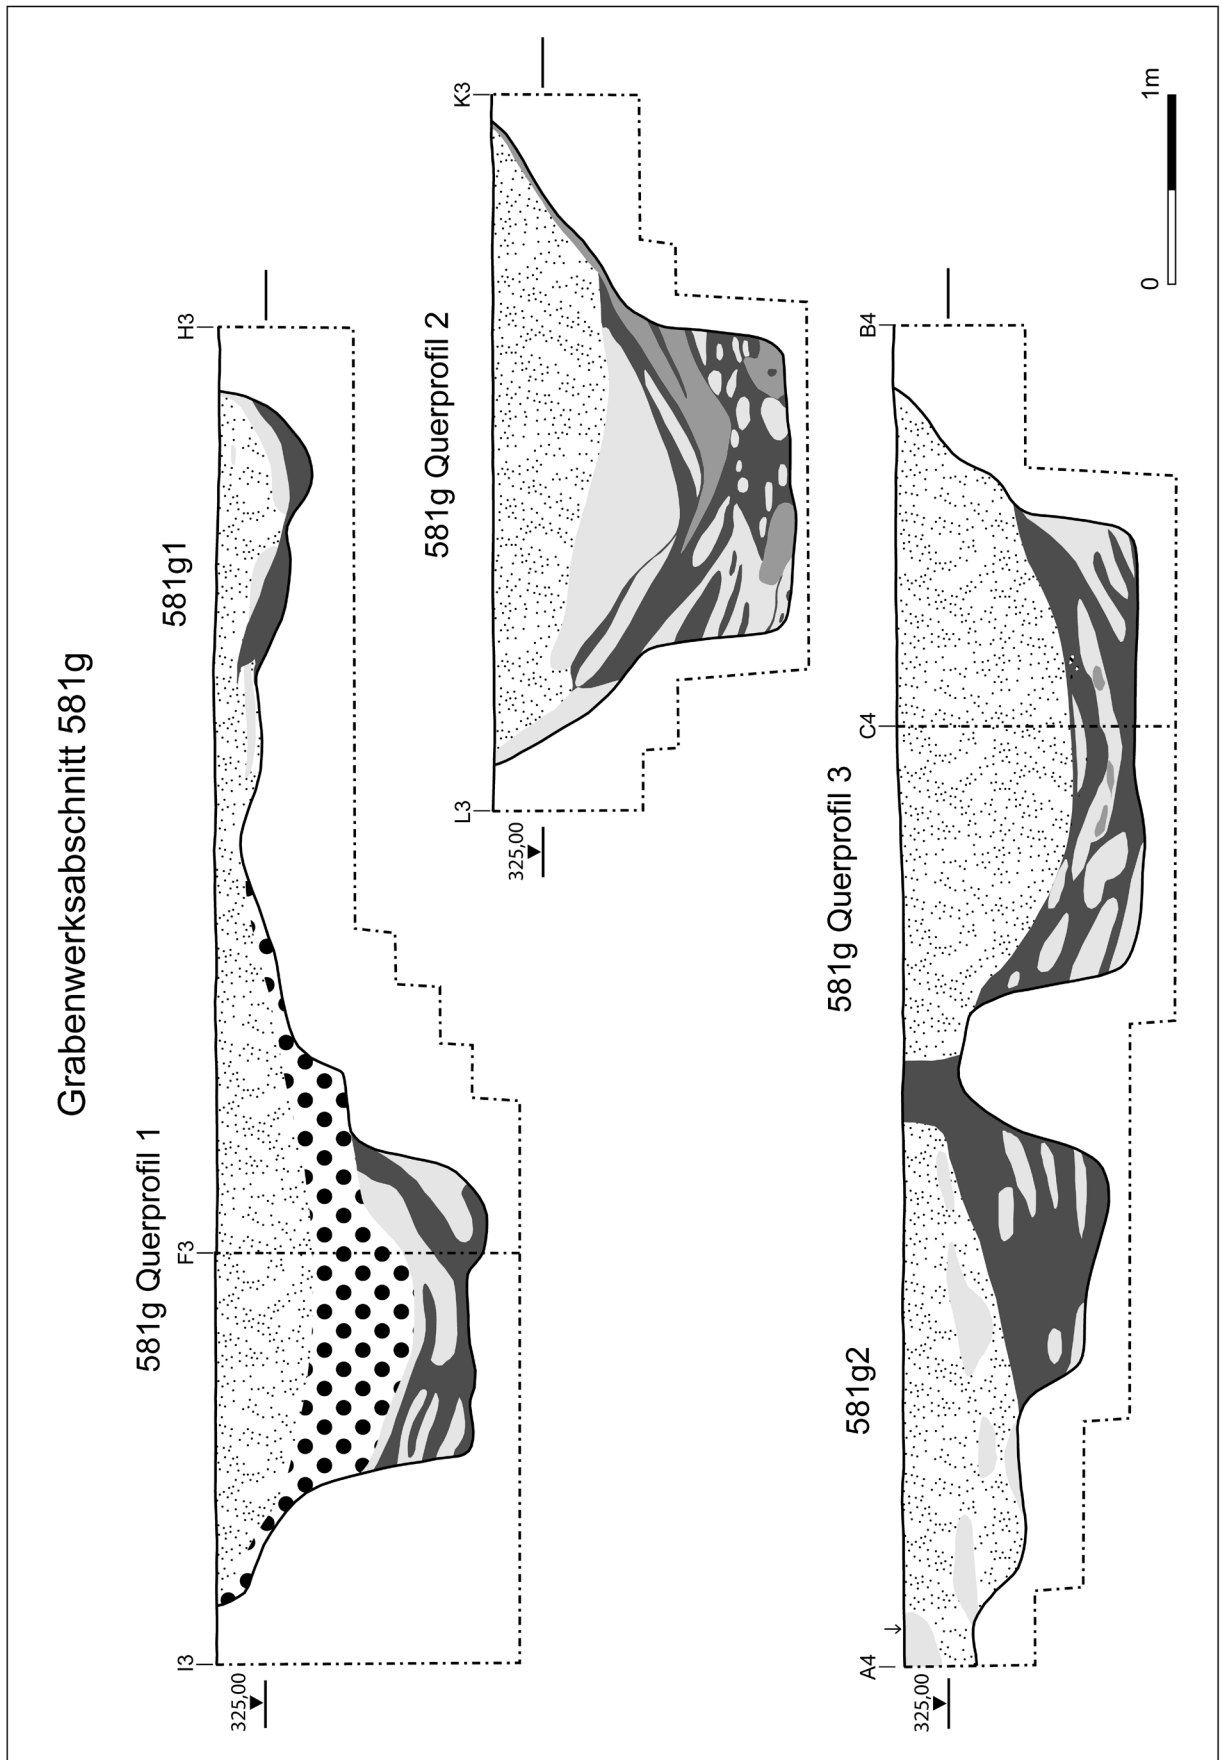 Grabenwerksabschnitt 581g
581g Querprofil 1
581g1
I3
F3
H3
325,00
581g Querprofil 2
L3
K3
325,00
581g2
581g Querprofil 3
A4
C4
B4
325,00
0
1m